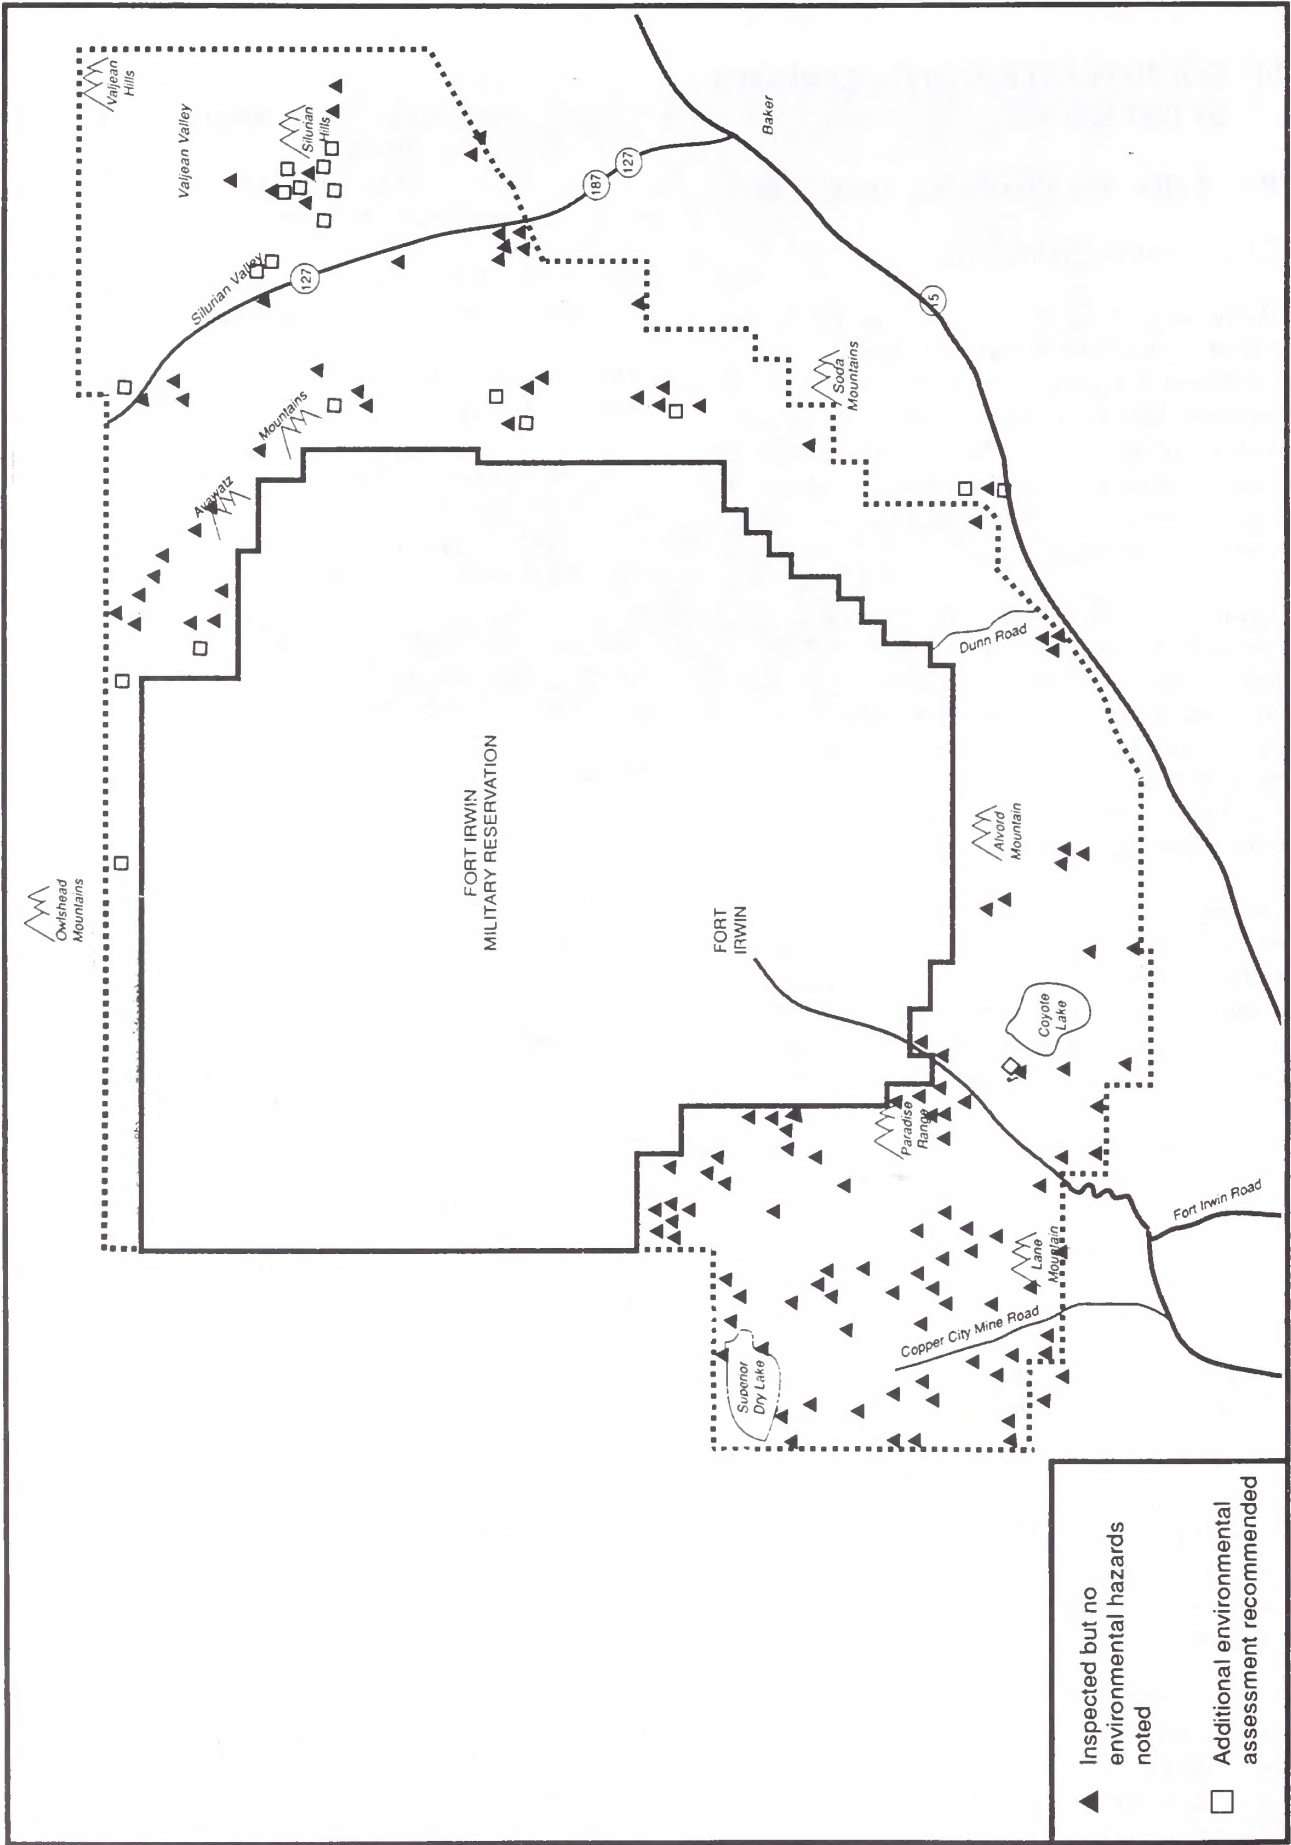 Owlshead
Mountains
Avawatz
Mountains
Silurian Valley
127
Valjean Valley
Valjean
Hills
Silurian
Hills
FORT IRWIN
MILITARY RESERVATION
187
127
Baker
Soda
Mountains
15
FORT
IRWIN
Superior
Dry Lake
Paradise
Range
Dunn Road
Alvord
Mountain
Coyote
Lake
Copper City Mine Road
Lane
Mountain
Fort Irwin Road
Inspected but no
environmental hazards
noted
Additional environmental
assessment recommended